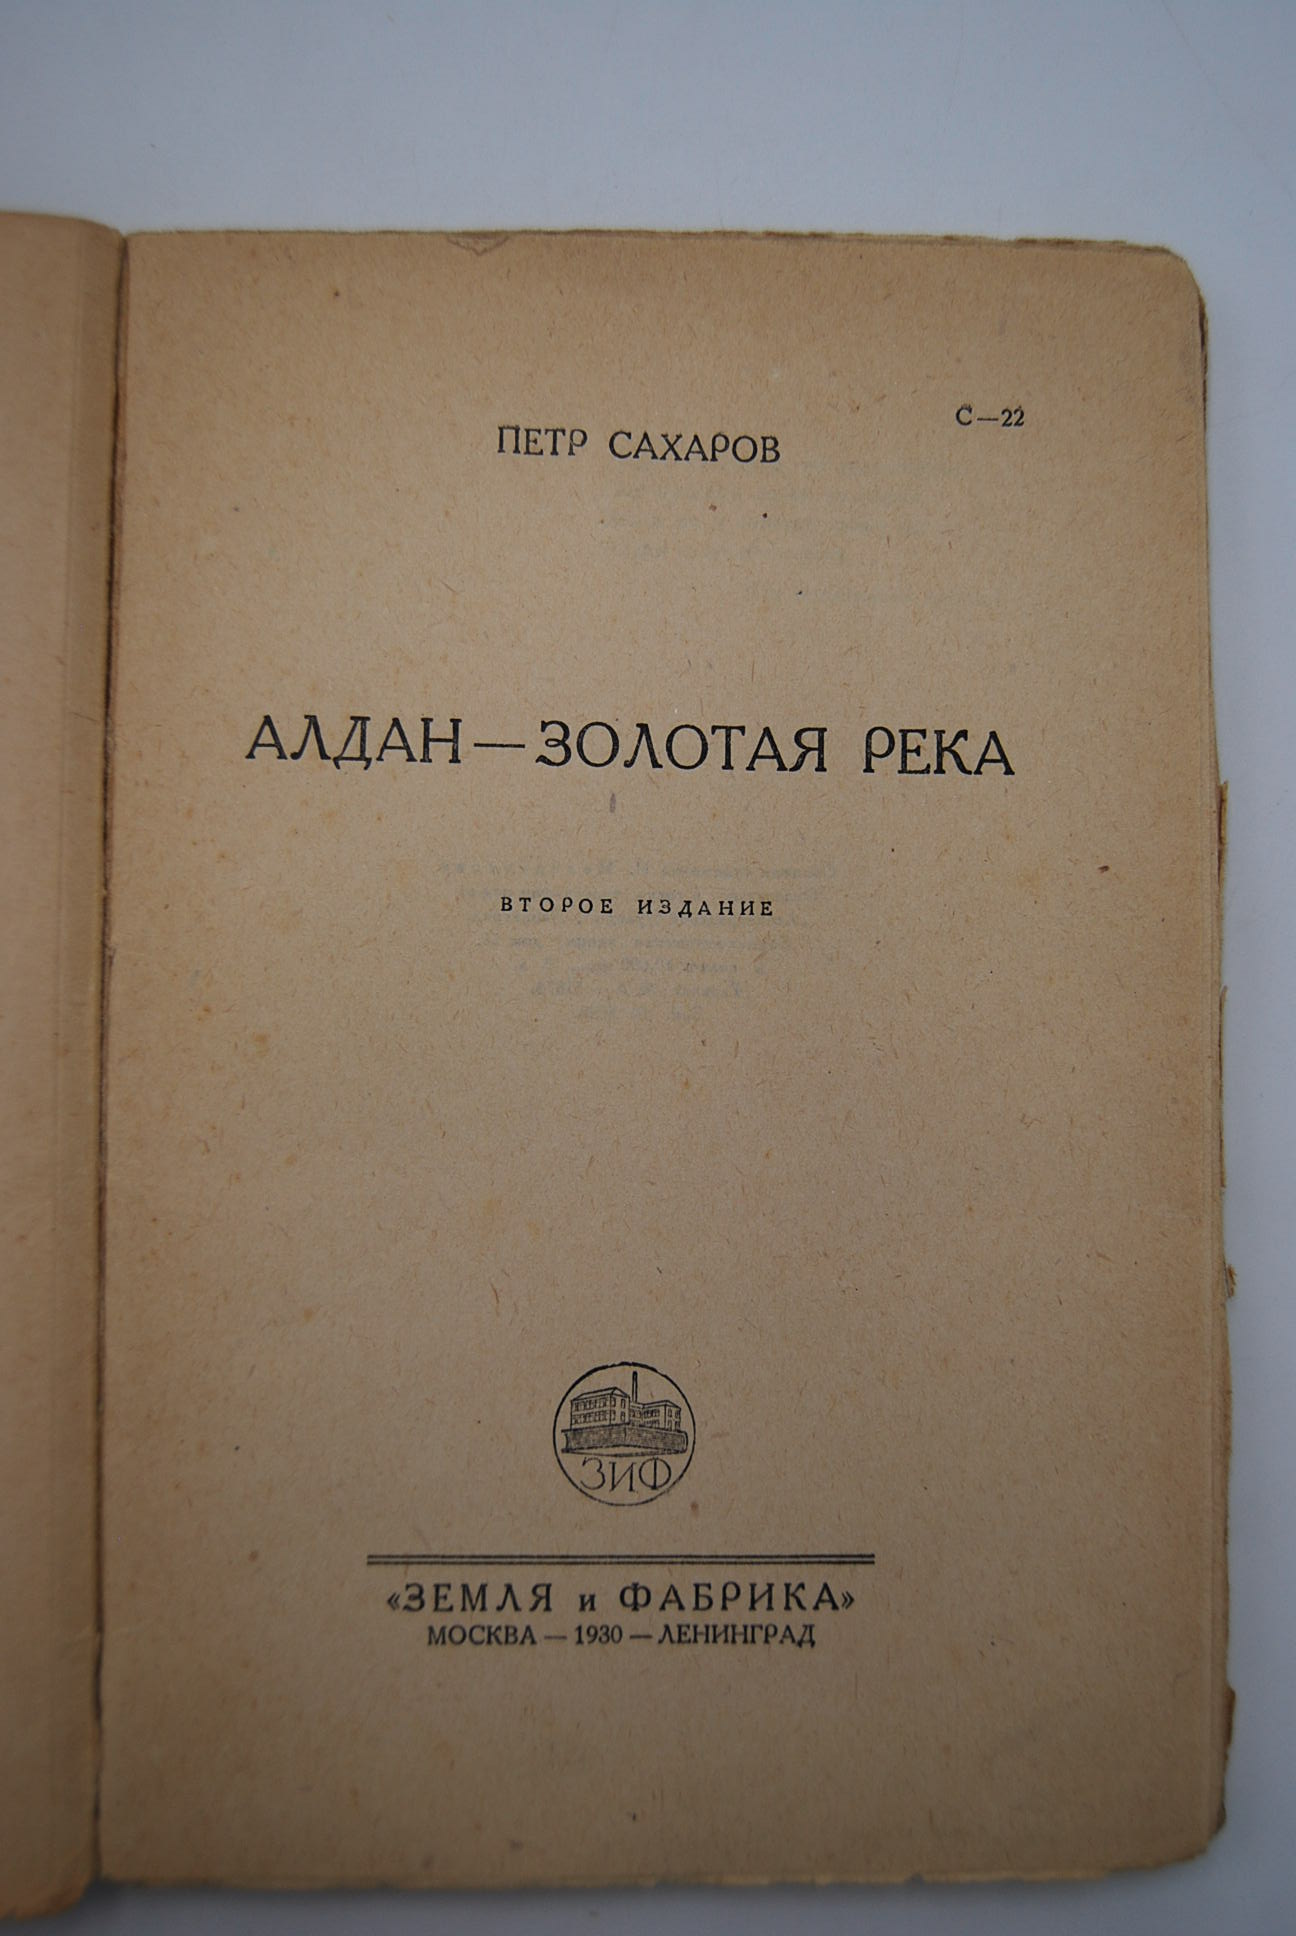 С—22
ПЕТР САХАРОВ
АЛДАН—ЗОЛОТАЯ РЕКА
ВТОРОЕ ИЗДАНИЕ
ЗИФ
«ЗЕМЛЯ и ФАБРИКА»
МОСКВА — 1930 — ЛЕНИНГРАД